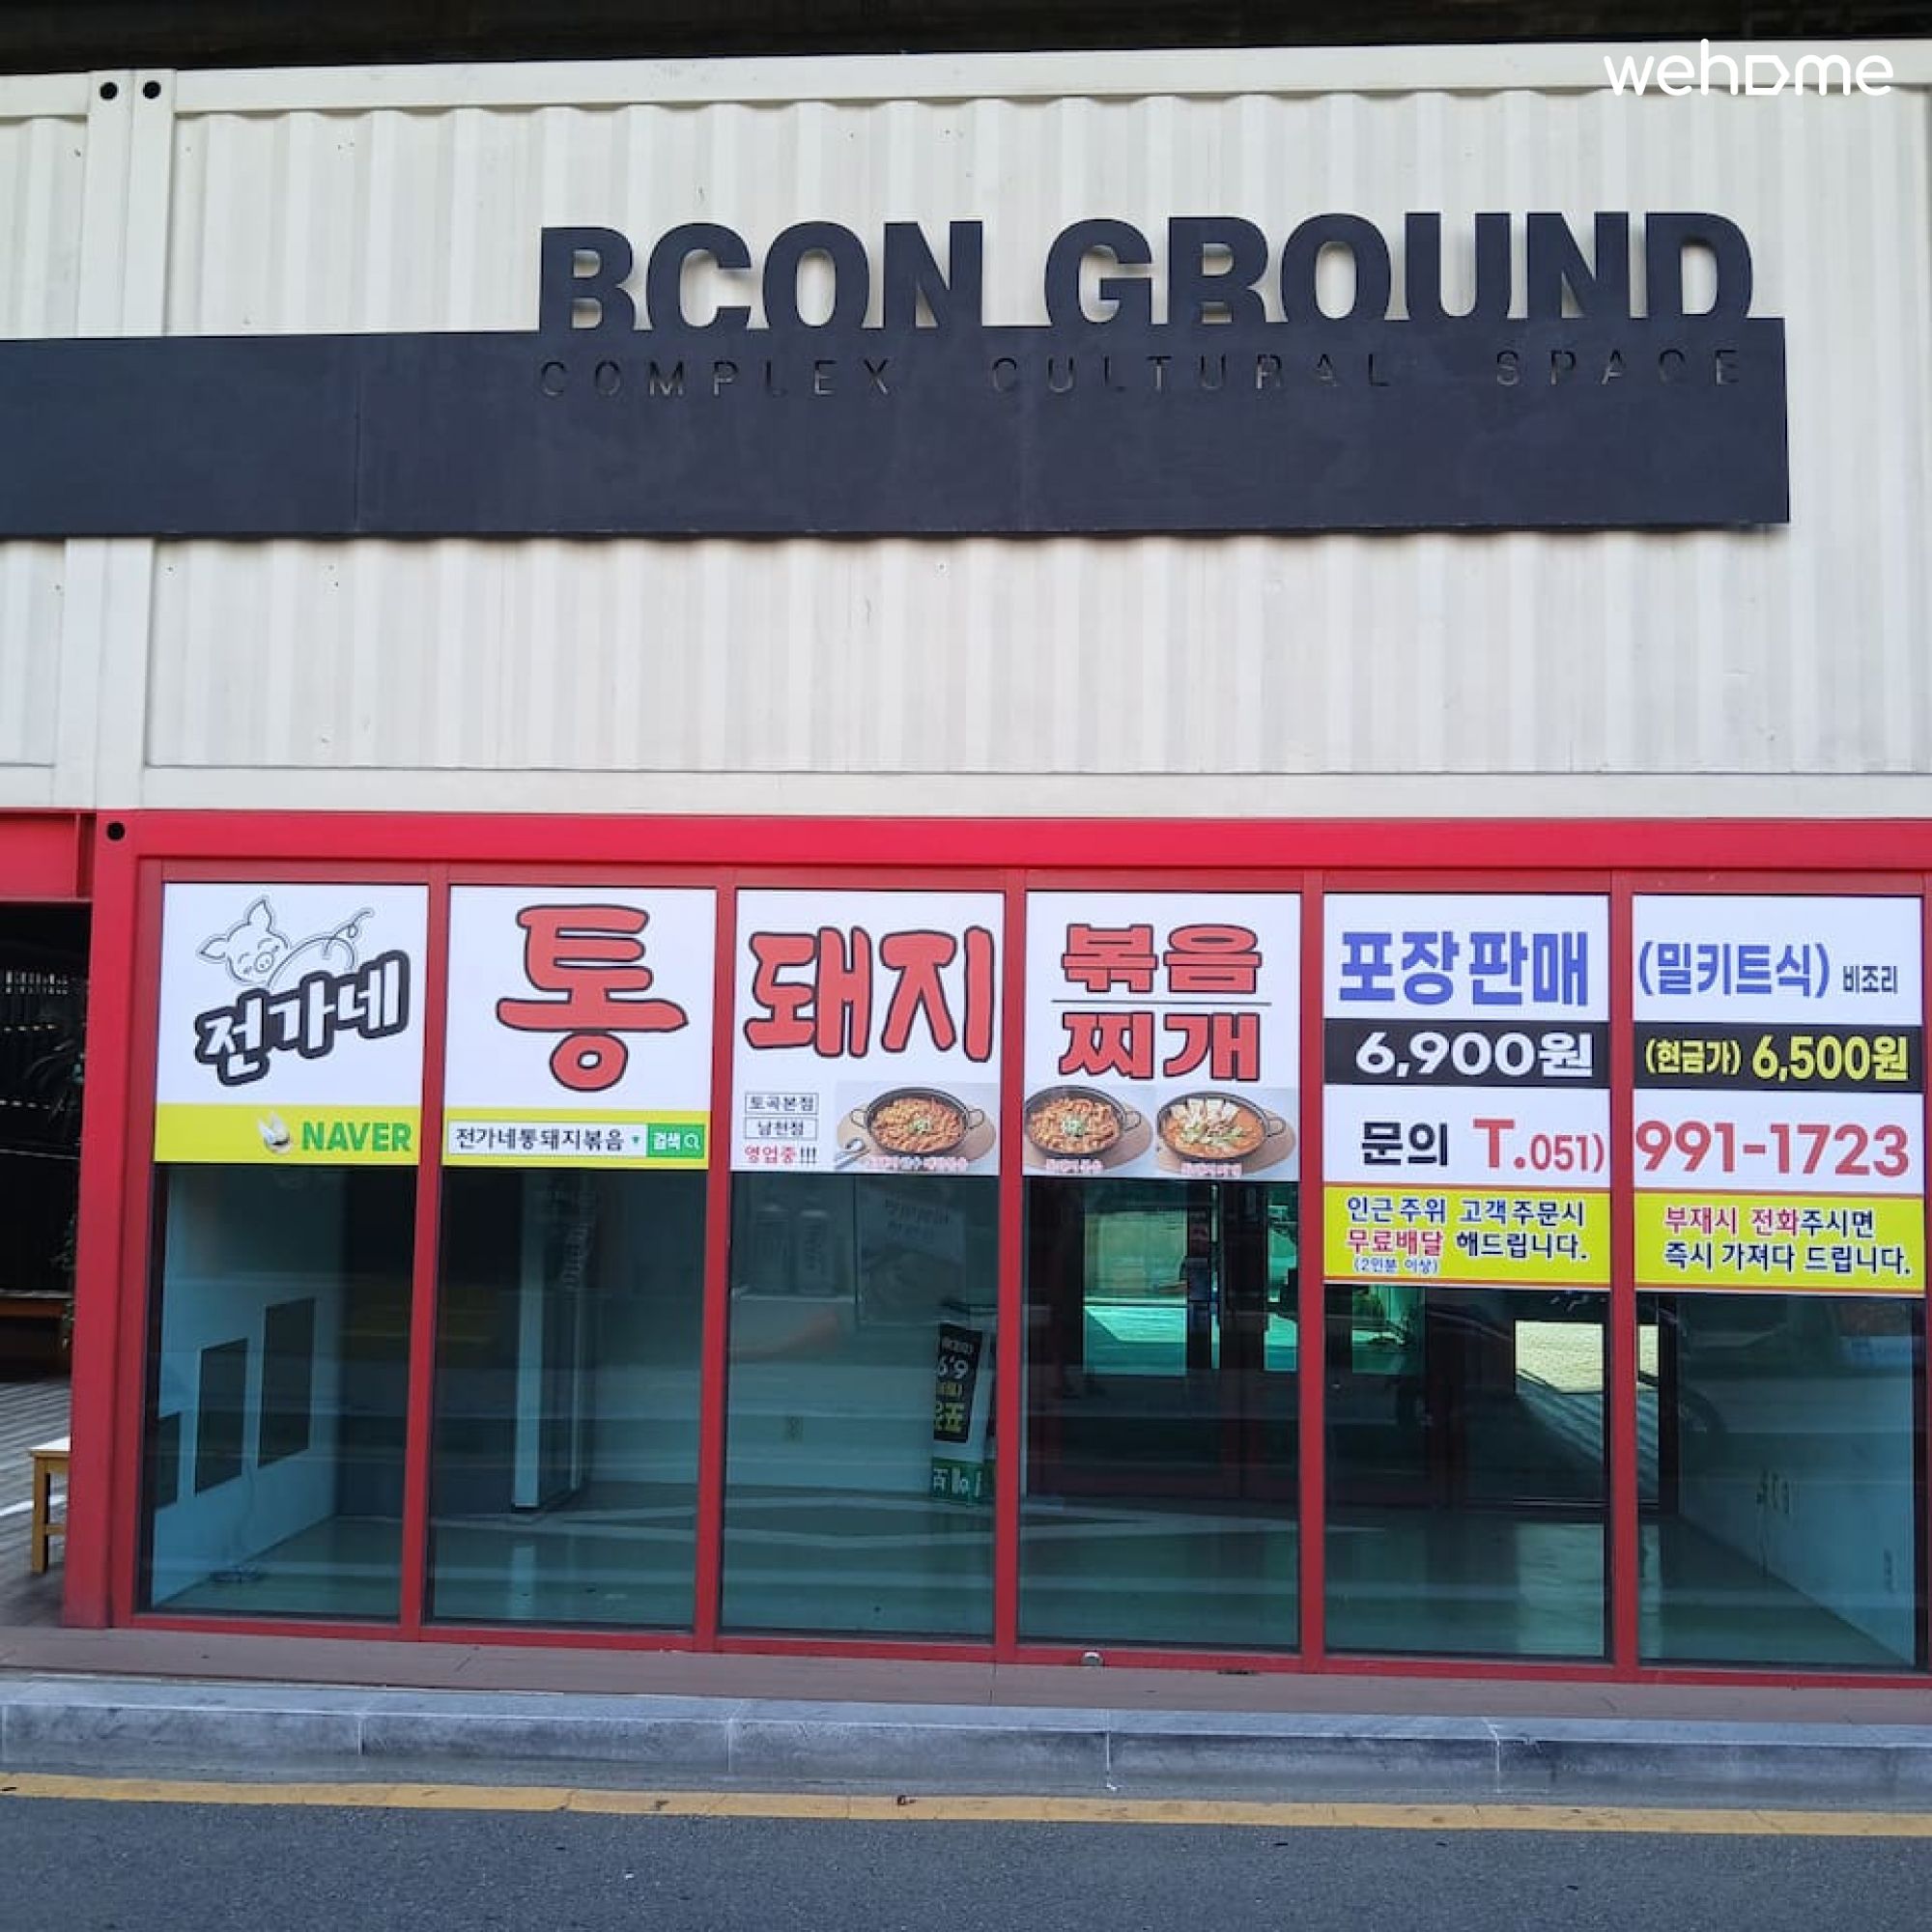 wehome
BCON GROUND
COMPLEX CULTURAL SPACE
전가네
NAVER
통
전가네통돼지볶음 ▼ 검색
돼지
토곡본점
남천점
영업중!!!
볶음
찌개
포장판매
6,900원
문의 T.051)
인근주위 고객주문시
무료배달 해드립니다.
(2인분 이상)
(밀키트식) 비조리
(현금가) 6,500원
991-1723
부재시 전화주시면
즉시 가져다 드립니다.